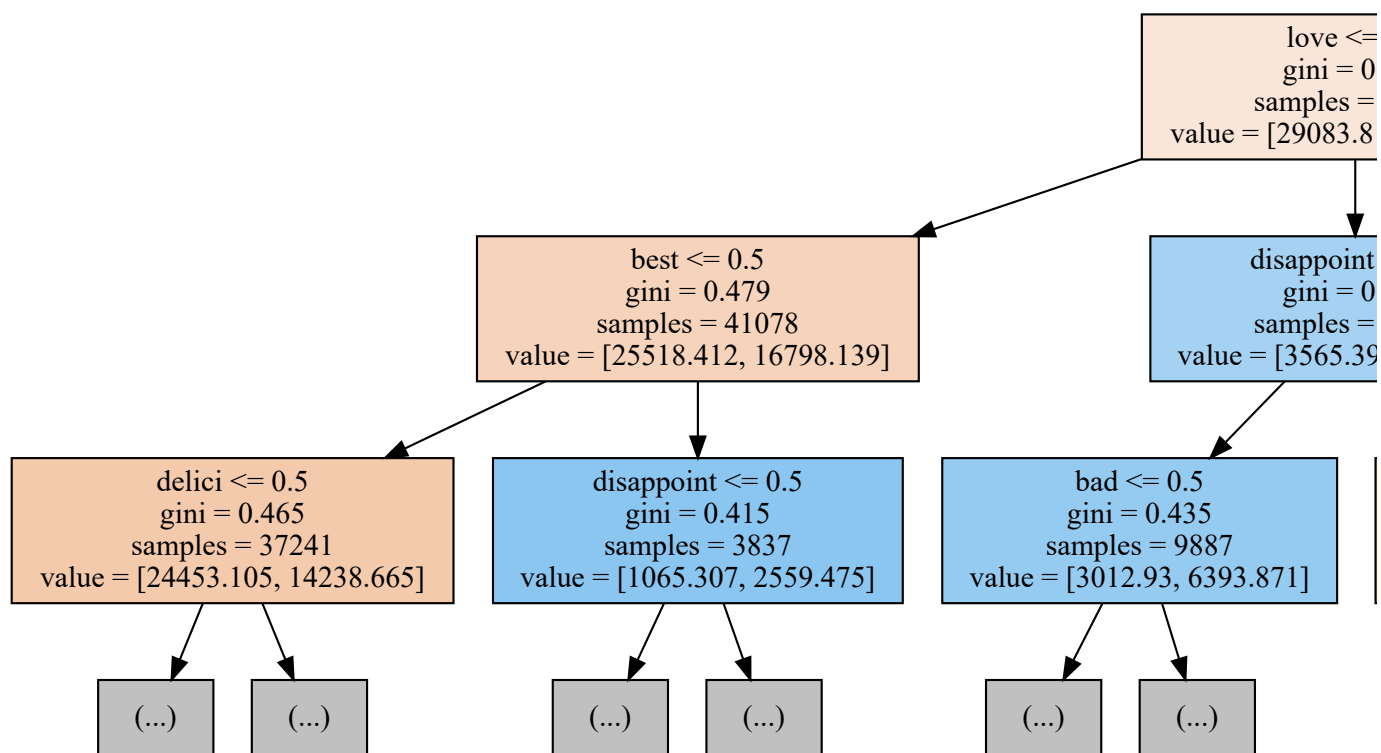 love <=
gini = 0
samples =
value = [29083.8
best <= 0.5
gini = 0.479
samples = 41078
value = [25518.412, 16798.139]
disappoint
gini = 0
samples =
value = [3565.39
delici <= 0.5
gini = 0.465
samples = 37241
value = [24453.105, 14238.665]
disappoint <= 0.5
gini = 0.415
samples = 3837
value = [1065.307, 2559.475]
bad <= 0.5
gini = 0.435
samples = 9887
value = [3012.93, 6393.871]
(...)
(...)
(...)
(...)
(...)
(...)